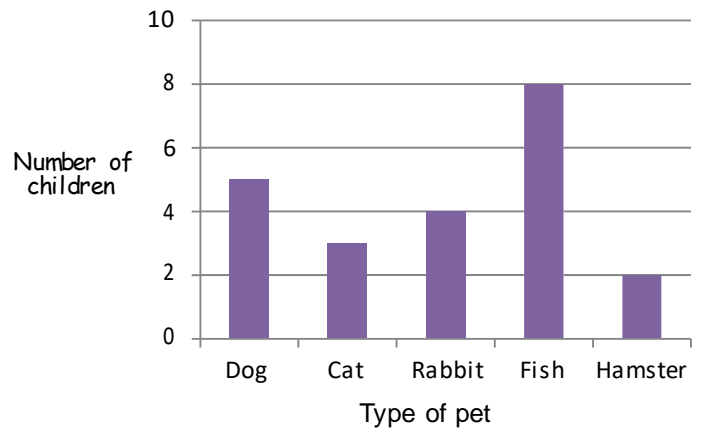 10
8
6
4
2
0
Number of
children
Dog Cat Rabbit Fish Hamster
Type of pet